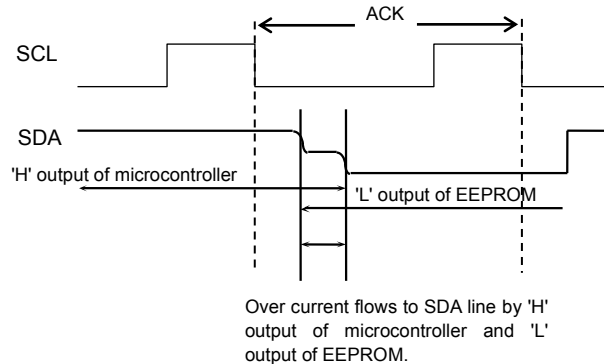 ACK
SCL
SDA
'H' output of microcontroller
'L' output of EEPROM
Over current flows to SDA line by 'H'
output of microcontroller and 'L'
output of EEPROM.